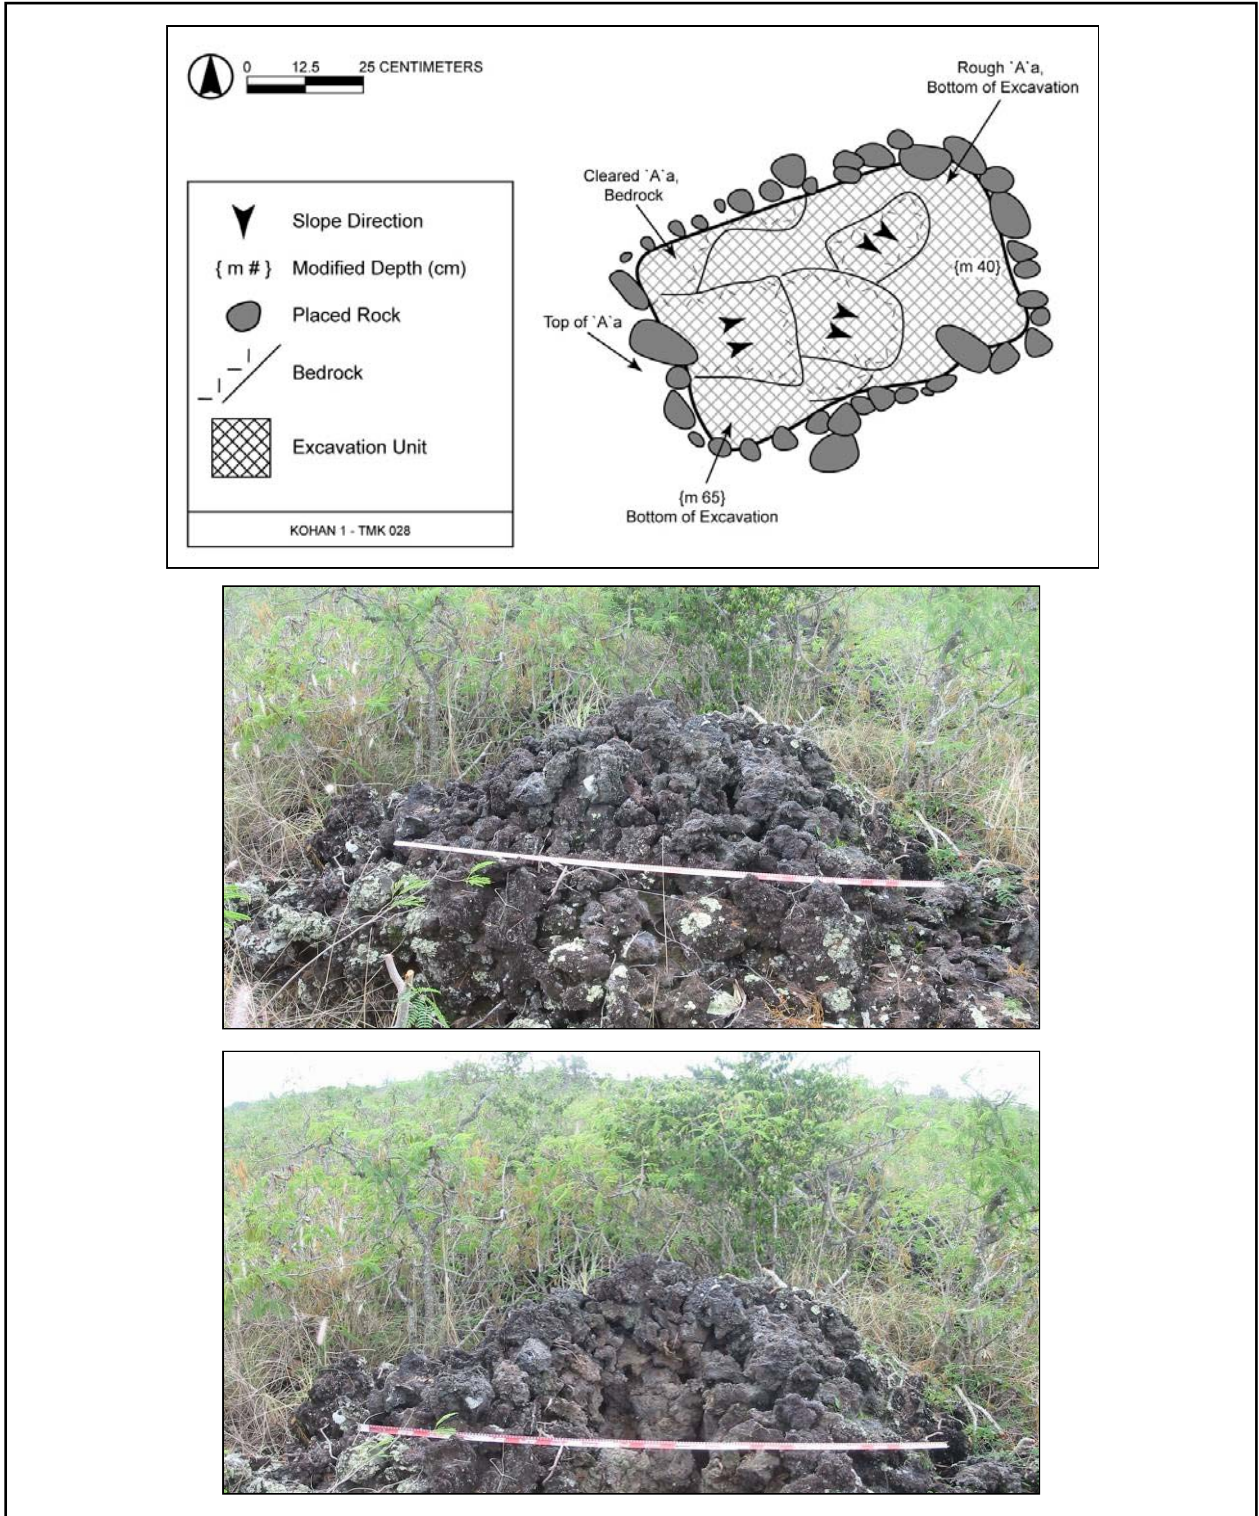 0 12.5 25 CENTIMETERS
Rough `A`a,
Bottom of Excavation
Cleared `A`a,
Bedrock
Slope Direction
{ m # } Modified Depth (cm)
{m 40}
Placed Rock
Top of `A`a
Bedrock
Excavation Unit
{m 65}
Bottom of Excavation
KOHAN 1 - TMK 028